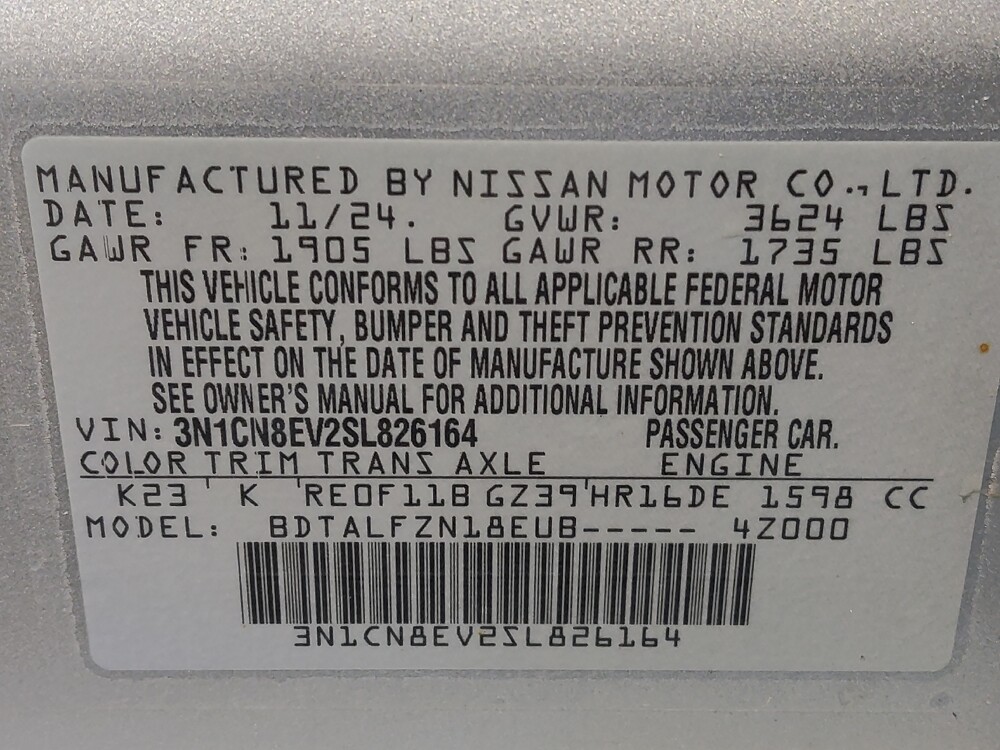 MANUFACTURED BY NISSAN MOTOR CO., LTD.
DATE: 11/24. GVWR: 3624 LBS
GAWR FR: 1905 LBS GAWR RR: 1735 LBS
THIS VEHICLE CONFORMS TO ALL APPLICABLE FEDERAL MOTOR
VEHICLE SAFETY, BUMPER AND THEFT PREVENTION STANDARDS
IN EFFECT ON THE DATE OF MANUFACTURE SHOWN ABOVE.
SEE OWNER'S MANUAL FOR ADDITIONAL INFORMATION.
VIN: 3N1CN8EV2SL826164 PASSENGER CAR.
COLOR TRIM TRANS AXLE ENGINE
K23 K RE0F11B GZ39 HR16DE 1598 CC
MODEL: BDTALFZN18EUB----- 4Z000
3N1CN8EV2SL826164